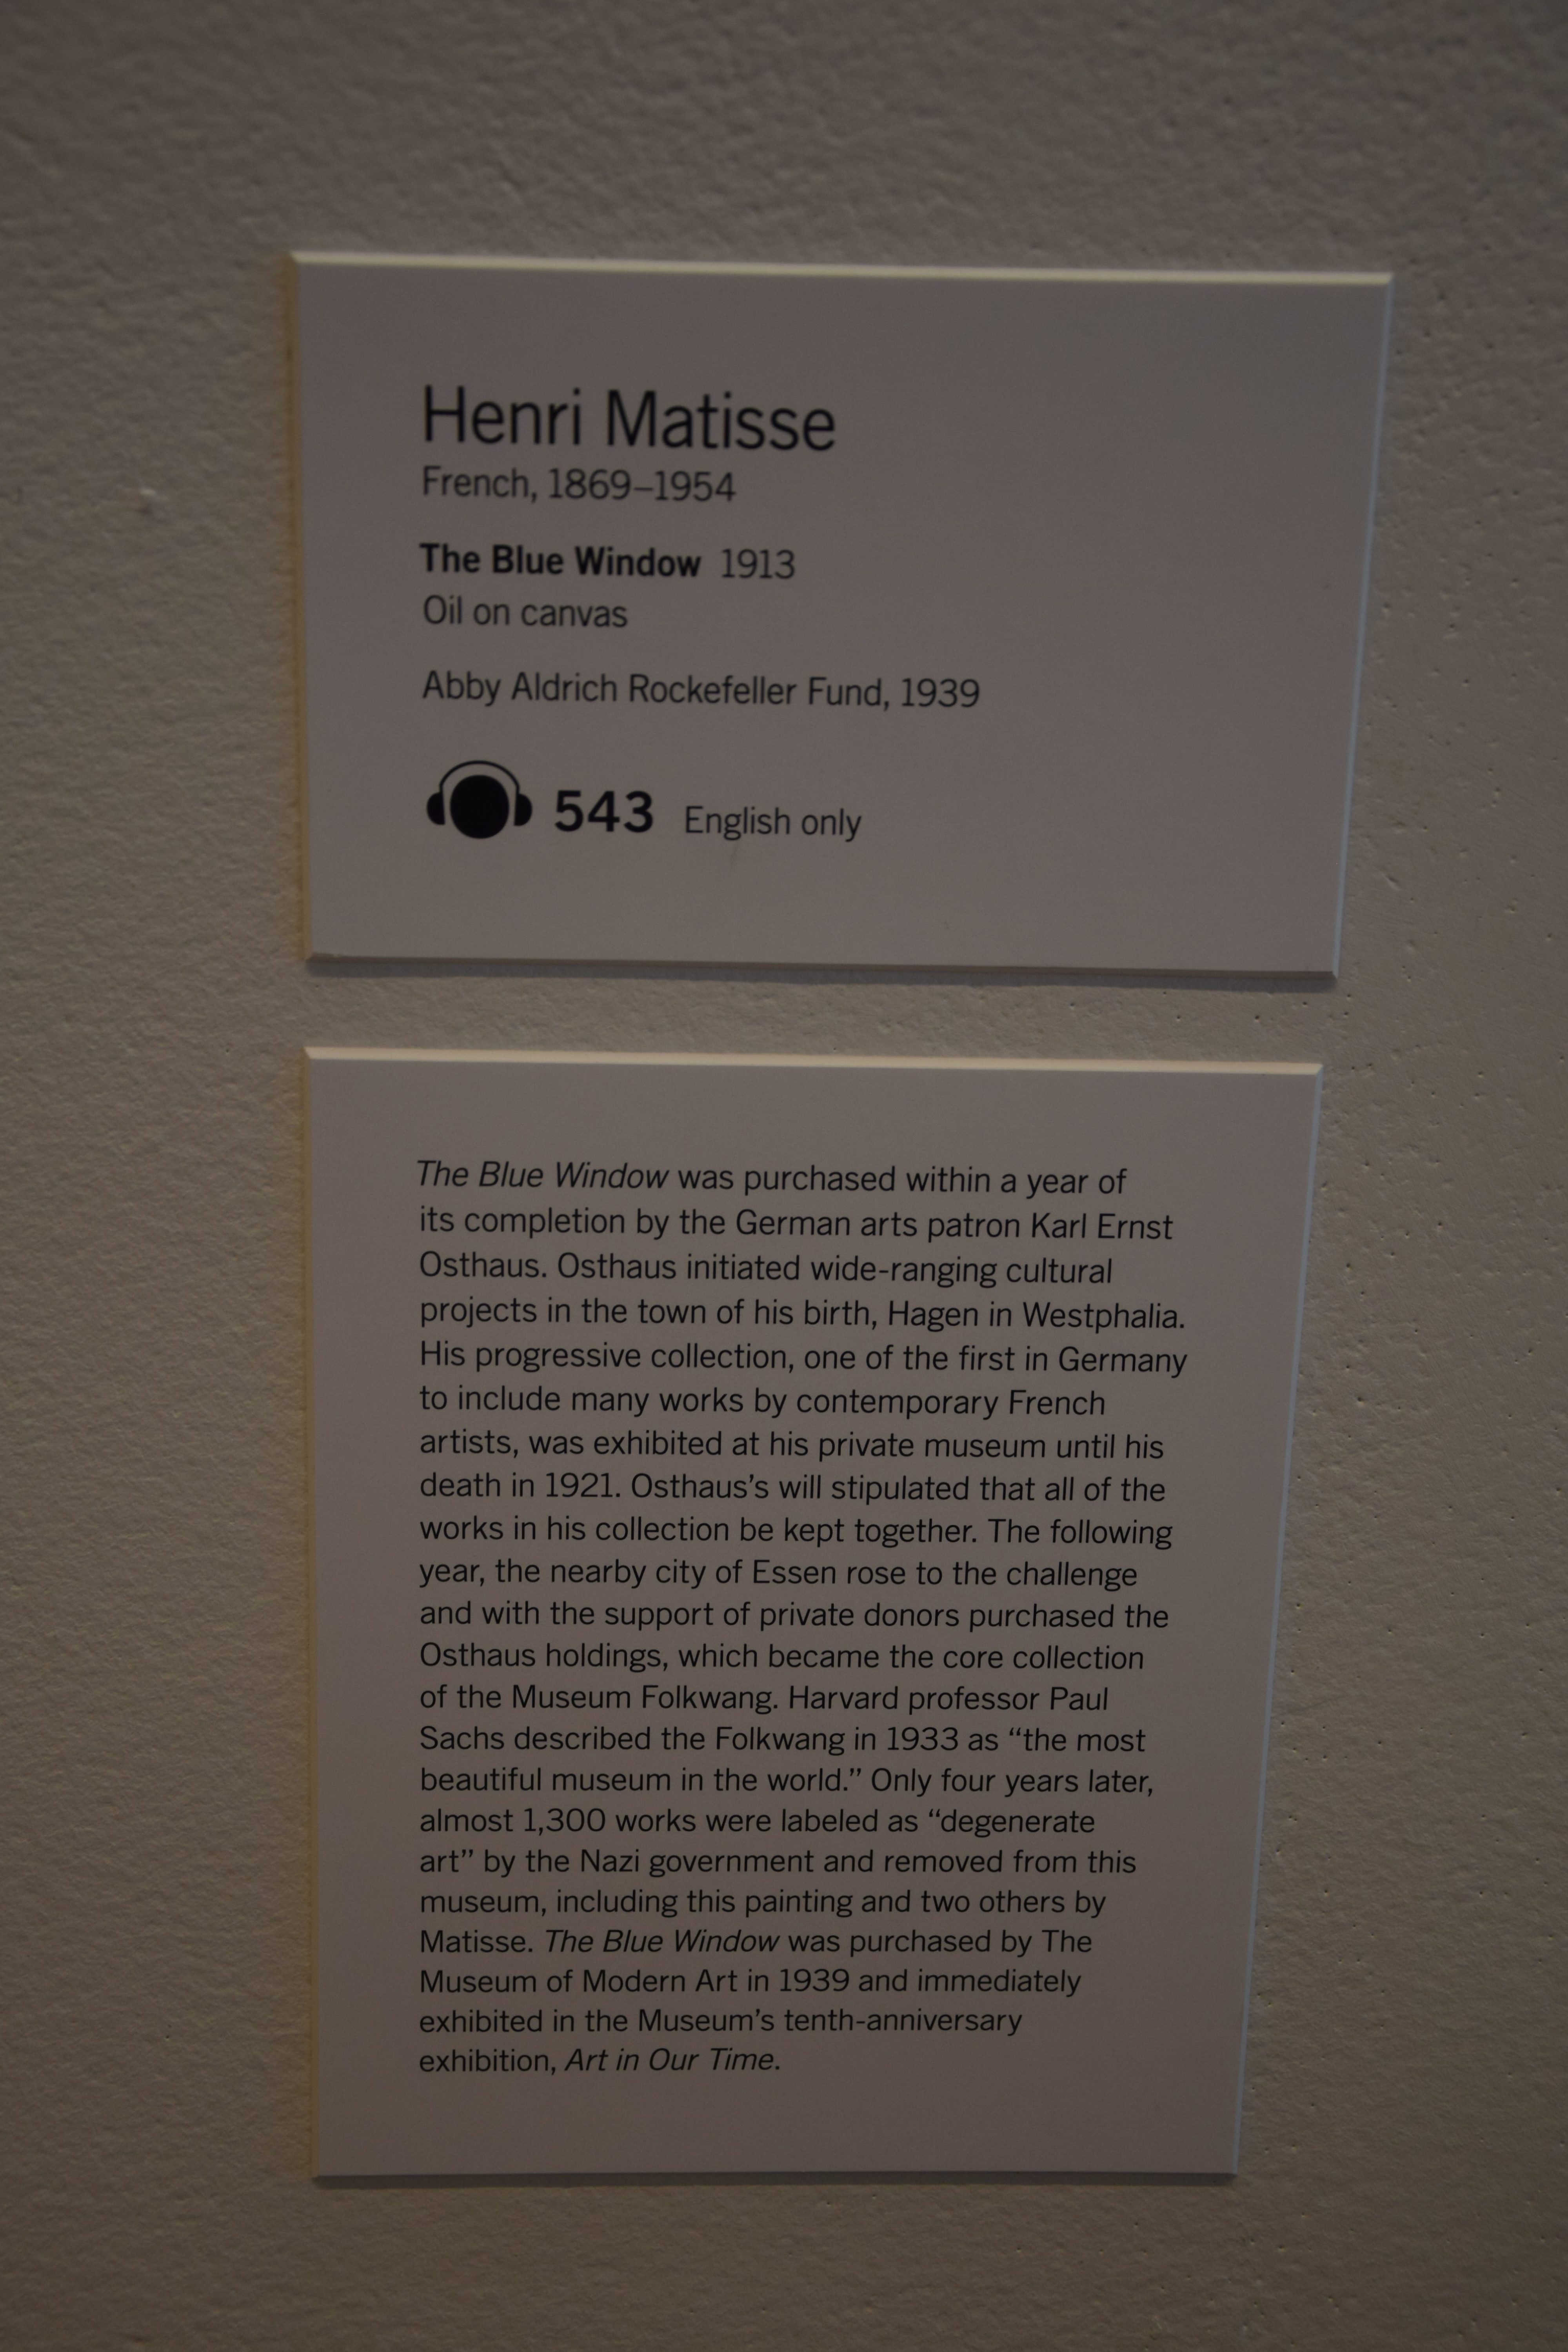 Henri Matisse
French, 1869–1954
The Blue Window 1913
Oil on canvas
Abby Aldrich Rockefeller Fund, 1939
543 English only
The Blue Window was purchased within a year of
its completion by the German arts patron Karl Ernst
Osthaus. Osthaus initiated wide-ranging cultural
projects in the town of his birth, Hagen in Westphalia.
His progressive collection, one of the first in Germany
to include many works by contemporary French
artists, was exhibited at his private museum until his
death in 1921. Osthaus’s will stipulated that all of the
works in his collection be kept together. The following
year, the nearby city of Essen rose to the challenge
and with the support of private donors purchased the
Osthaus holdings, which became the core collection
of the Museum Folkwang. Harvard professor Paul
Sachs described the Folkwang in 1933 as “the most
beautiful museum in the world.” Only four years later,
almost 1,300 works were labeled as “degenerate
art” by the Nazi government and removed from this
museum, including this painting and two others by
Matisse. The Blue Window was purchased by The
Museum of Modern Art in 1939 and immediately
exhibited in the Museum’s tenth-anniversary
exhibition, Art in Our Time.